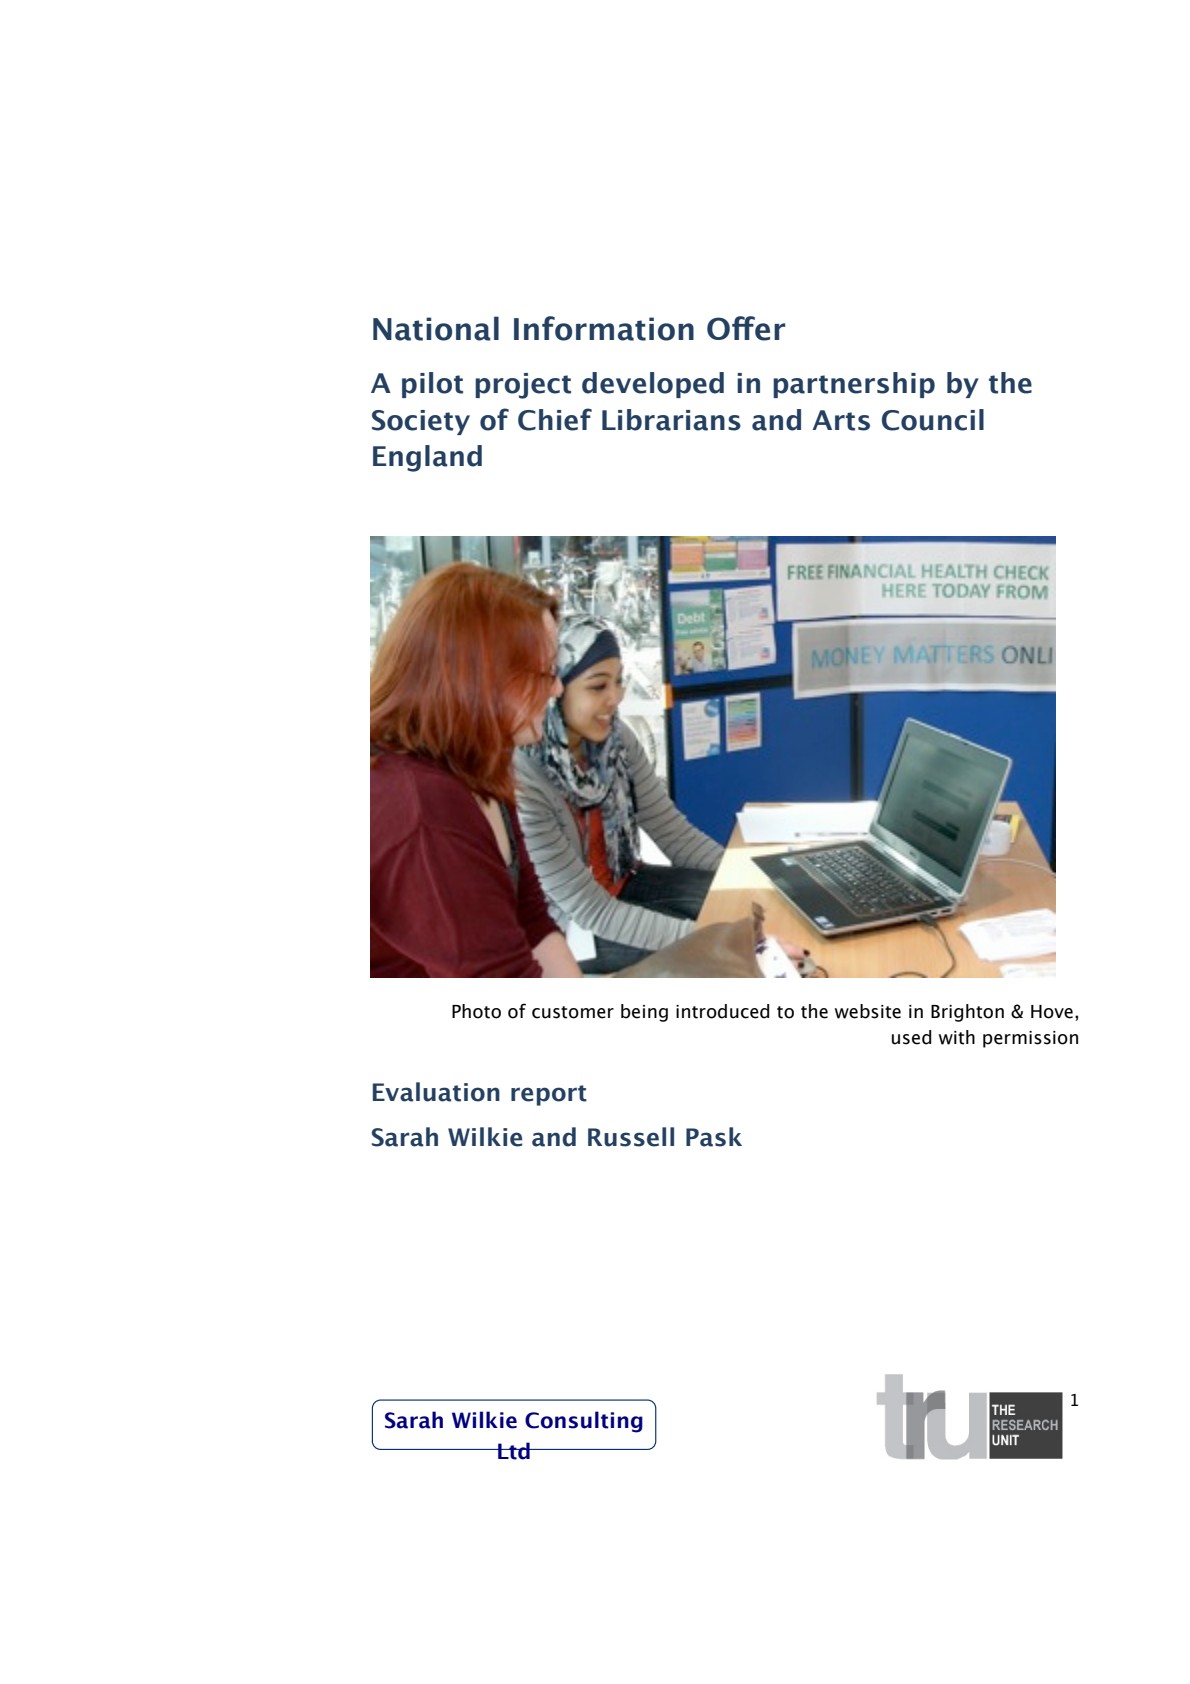 National Information Offer
A pilot project developed in partnership by the
Society of Chief Librarians and Arts Council
England
FREE FINANCIAL HEALTH CHECK
HERE TODAY FROM
Debt
MONEY MATTERS ONLI
Photo of customer being introduced to the website in Brighton & Hove,
used with permission
Evaluation report
Sarah Wilkie and Russell Pask
Sarah Wilkie Consulting
Ltd
tru
THE
RESEARCH
UNIT
1